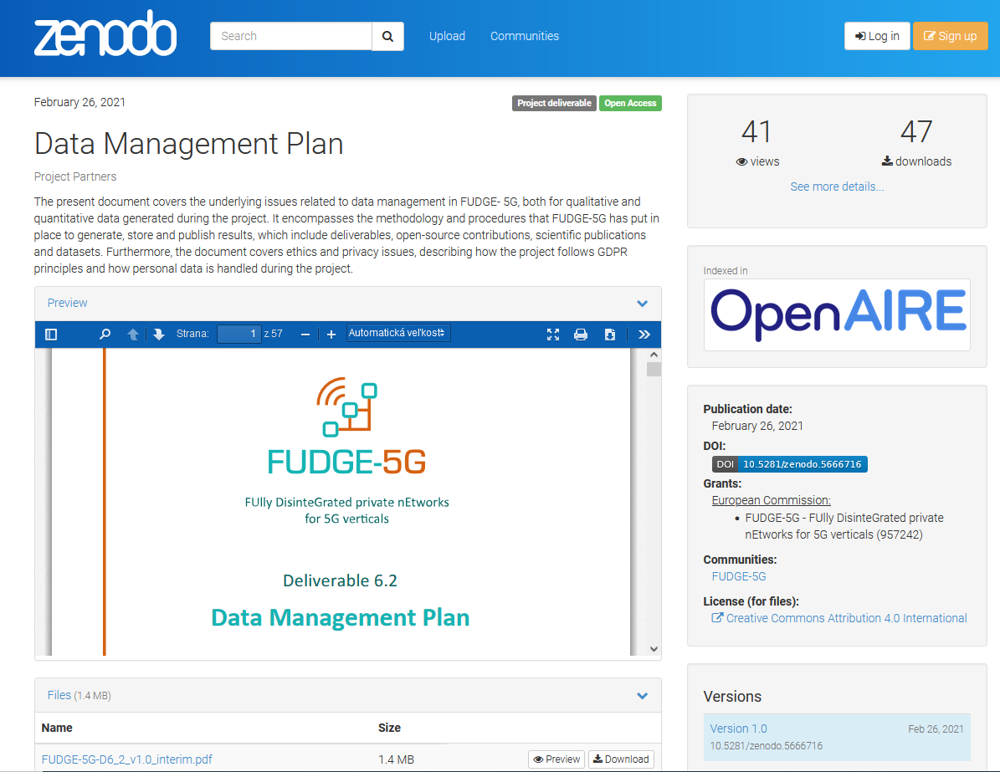 zenodo
Search
Upload
Communities
Log in
Sign up
February 26, 2021
Project deliverable
Open Access
Data Management Plan
Project Partners
The present document covers the underlying issues related to data management in FUDGE- 5G, both for qualitative and
quantitative data generated during the project. It encompasses the methodology and procedures that FUDGE-5G has put in
place to generate, store and publish results, which include deliverables, open-source contributions, scientific publications
and datasets. Furthermore, the document covers ethics and privacy issues, describing how the project follows GDPR
principles and how personal data is handled during the project.
Preview
Strana: 1 z 57
Automatická veľkosť
FUDGE-5G
FUlly DisinteGrated private nEtworks
for 5G verticals
Deliverable 6.2
Data Management Plan
Files (1.4 MB)
Name Size
FUDGE-5G-D6_2_v1.0_interim.pdf 1.4 MB Preview Download
41 47
views downloads
See more details...
Indexed in
OpenAIRE
Publication date:
February 26, 2021
DOI:
DOI 10.5281/zenodo.5666716
Grants:
European Commission:
• FUDGE-5G - FUlly DisinteGrated private
nEtworks for 5G verticals (957242)
Communities:
FUDGE-5G
License (for files):
Creative Commons Attribution 4.0 International
Versions
Version 1.0 Feb 26, 2021
10.5281/zenodo.5666716